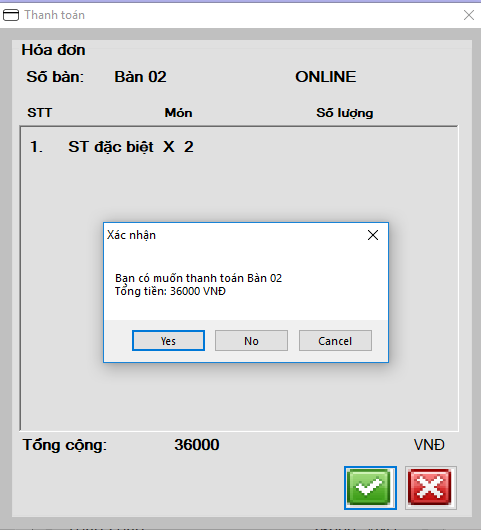 Thanh toán
Hóa đơn
Số bàn: Bàn 02 ONLINE
STT Món Số lượng
1. ST đặc biệt X 2
Xác nhận
Bạn có muốn thanh toán Bàn 02
Tổng tiền: 36000 VNĐ
Yes No Cancel
Tổng cộng: 36000 VNĐ